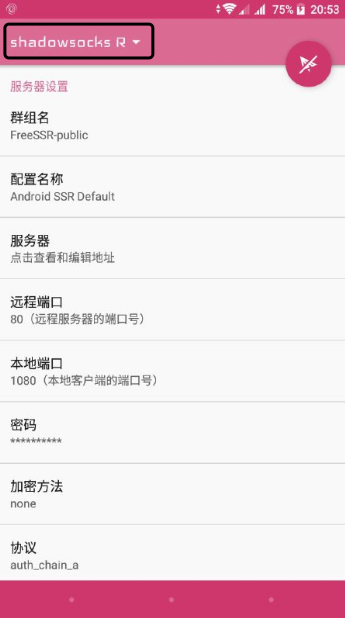 75% 20:53
shadowsocks R
服务器设置
群组名
FreeSSR-public
配置名称
Android SSR Default
服务器
点击查看和编辑地址
远程端口
80（远程服务器的端口号）
本地端口
1080（本地客户端的端口号）
密码
**********
加密方法
none
协议
auth_chain_a